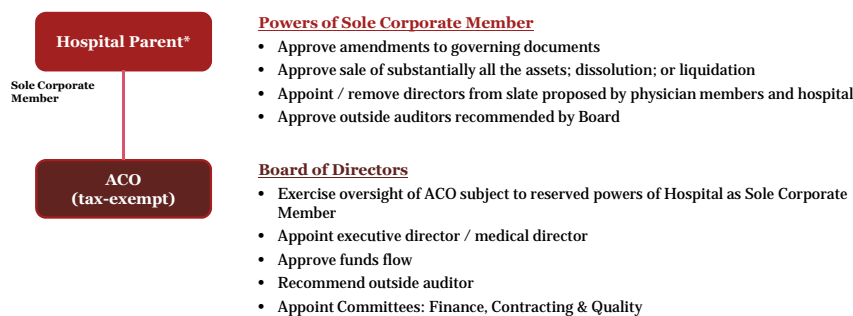 Hospital Parent*
Sole Corporate
Member
ACO
(tax-exempt)
Powers of Sole Corporate Member
• Approve amendments to governing documents
• Approve sale of substantially all the assets; dissolution; or liquidation
• Appoint / remove directors from slate proposed by physician members and hospital
• Approve outside auditors recommended by Board
Board of Directors
• Exercise oversight of ACO subject to reserved powers of Hospital as Sole Corporate
Member
• Appoint executive director / medical director
• Approve funds flow
• Recommend outside auditor
• Appoint Committees: Finance, Contracting & Quality